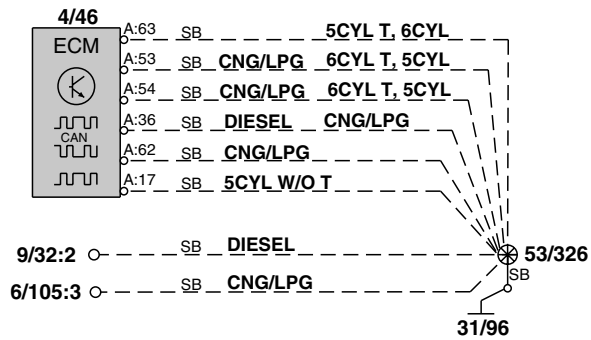 4/46
ECM
CAN
A:63 SB 5CYL T, 6CYL
A:53 SB CNG/LPG 6CYL T, 5CYL
A:54 SB CNG/LPG 6CYL T, 5CYL
A:36 SB DIESEL CNG/LPG
A:62 SB CNG/LPG
A:17 SB 5CYL W/O T
9/32:2 SB DIESEL 53/326
6/105:3 SB CNG/LPG SB
31/96